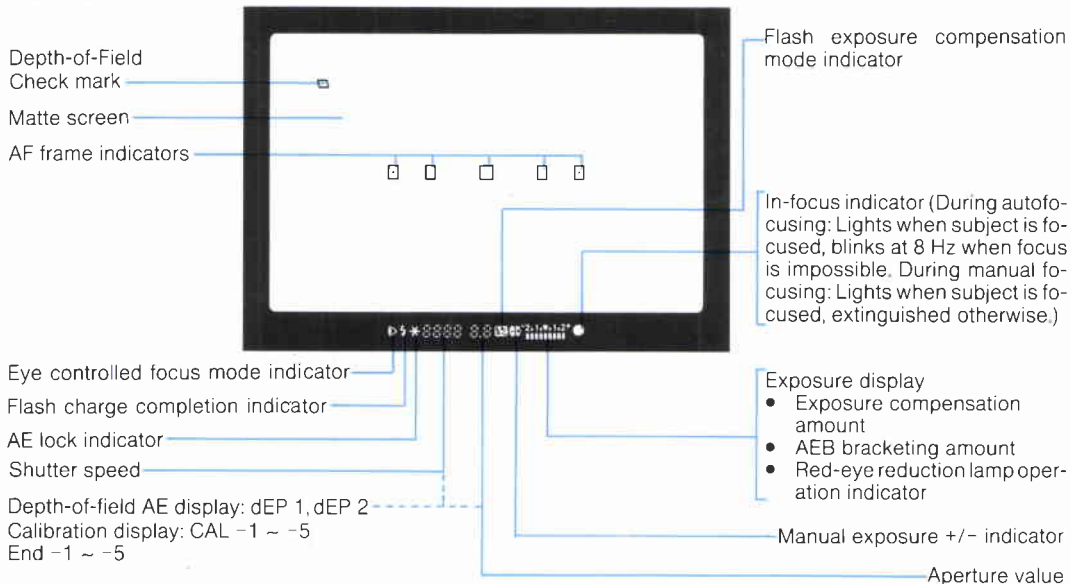 Depth-of-Field
Check mark
Matte screen
AF frame indicators
Flash exposure compensation
mode indicator
In-focus indicator (During autofo-
cusing: Lights when subject is fo-
cused, blinks at 8 Hz when focus
is impossible. During manual fo-
cusing: Lights when subject is fo-
cused, extinguished otherwise.)
Eye controlled focus mode indicator
Flash charge completion indicator
AE lock indicator
Shutter speed
Depth-of-field AE display: dEP 1, dEP 2
Calibration display: CAL −1 ~ −5
End −1 ~ −5
Exposure display
• Exposure compensation
amount
• AEB bracketing amount
• Red-eye reduction lamp oper-
ation indicator
Manual exposure +/− indicator
Aperture value